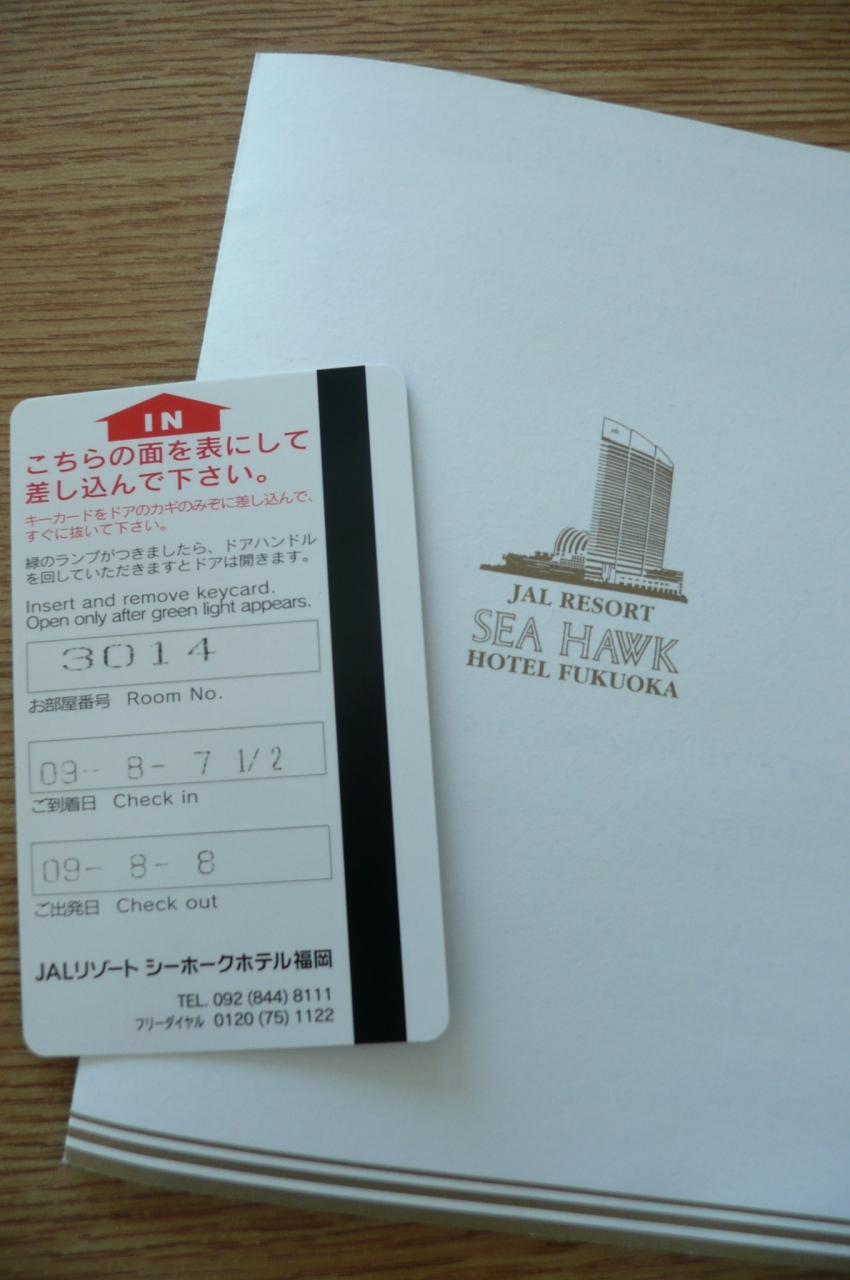 IN
こちらの面を表にして
差し込んで下さい。
キーカードをドアのカギのみぞに差し込んで、
すぐに抜いて下さい。
緑のランプがつきましたら、ドアハンドル
を回していただきますとドアは開きます。
Insert and remove keycard.
Open only after green light appears.
3014
お部屋番号 Room No.
09- 8- 7 1/2
ご到着日 Check in
09- 8- 8
ご出発日 Check out
JALリゾート シーホークホテル福岡
TEL. 092 (844) 8111
フリーダイヤル 0120 (75) 1122
JAL RESORT
SEA HAWK
HOTEL FUKUOKA